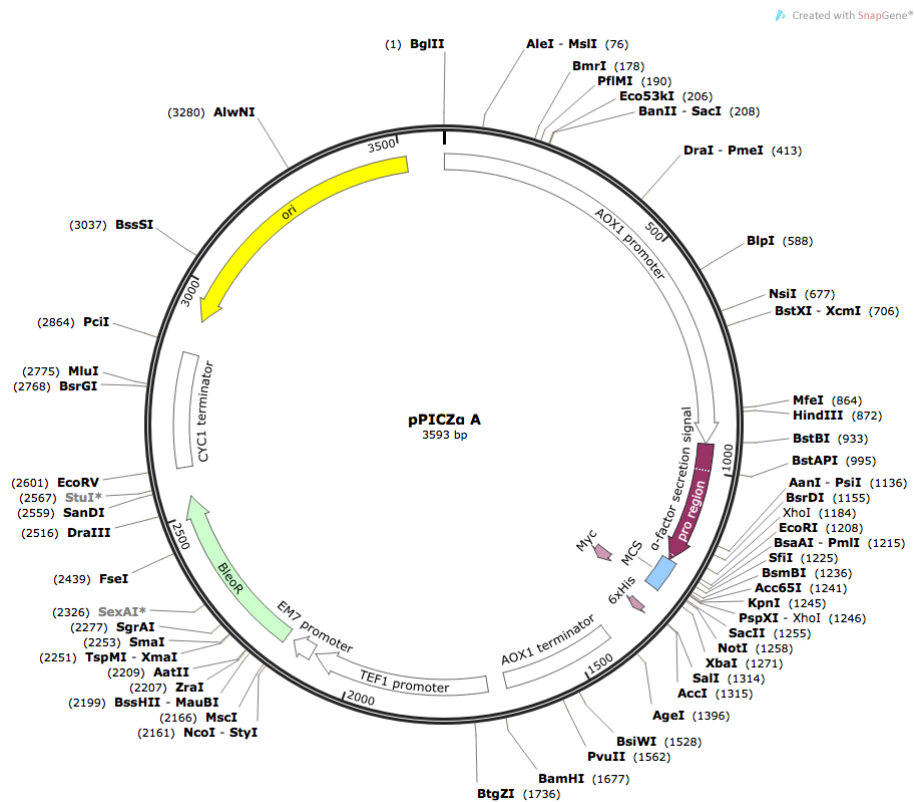 Created with SnapGene®
(1) BglII
AleI - MslI (76)
BmrI (178)
PflMI (190)
Eco53kI (206)
BanII - SacI (208)
DraI - PmeI (413)
BlpI (588)
NsiI (677)
BstXI - XcmI (706)
MfeI (864)
HindIII (872)
BstBI (933)
BstAPI (995)
AanI - PsiI (1136)
BsrDI (1155)
XhoI (1184)
EcoRI (1208)
BsaAI - PmlI (1215)
SfiI (1225)
BsmBI (1236)
Acc65I (1241)
KpnI (1245)
PspXI - XhoI (1246)
SacII (1255)
NotI (1258)
XbaI (1271)
SalI (1314)
AccI (1315)
AgeI (1396)
BsiWI (1528)
PvuII (1562)
BamHI (1677)
BtgZI (1736)
(3280) AlwNI
(3037) BssSI
(2864) PciI
(2775) MluI
(2768) BsrGI
(2601) EcoRV
(2567) StuI*
(2559) SanDI
(2516) DraIII
(2439) FseI
(2326) SexAI*
(2277) SgrAI
(2253) SmaI
(2251) TspMI - XmaI
(2209) AatII
(2207) ZraI
(2199) BssHII - MauBI
(2166) MscI
(2161) NcoI - StyI
500
1000
1500
2000
2500
3000
3500
AOX1 promoter
α-factor secretion signal
pro region
MCS
Myc
6xHis
AOX1 terminator
TEF1 promoter
EM7 promoter
BleoR
CYC1 terminator
ori
pPICZα A
3593 bp